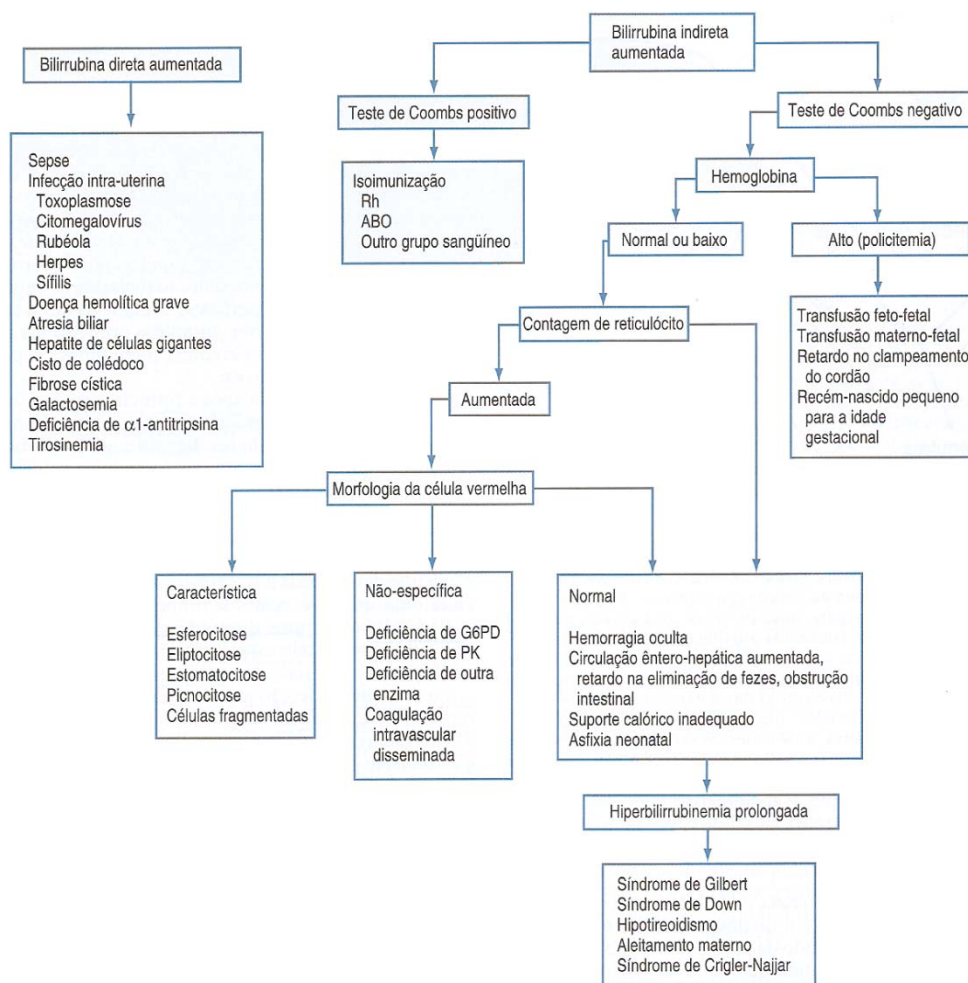 Bilirrubina direta aumentada
Sepse
Infecção intra-uterina
Toxoplasmose
Citomegalovírus
Rubéola
Herpes
Sífilis
Doença hemolítica grave
Atresia biliar
Hepatite de células gigantes
Cisto de colédoco
Fibrose cística
Galactosemia
Deficiência de α1-antitripsina
Tirosinemia
Bilirrubina indireta
aumentada
Teste de Coombs positivo
Isoimunização
Rh
ABO
Outro grupo sangüíneo
Teste de Coombs negativo
Hemoglobina
Normal ou baixo
Alto (policitemia)
Transfusão feto-fetal
Transfusão materno-fetal
Retardo no clampeamento
do cordão
Recém-nascido pequeno
para a idade
gestacional
Contagem de reticulócito
Aumentada
Morfologia da célula vermelha
Característica
Esferocitose
Eliptocitose
Estomatocitose
Picnocitose
Células fragmentadas
Não-específica
Deficiência de G6PD
Deficiência de PK
Deficiência de outra
enzima
Coagulação
intravascular
disseminada
Normal
Hemorragia oculta
Circulação êntero-hepática aumentada,
retardo na eliminação de fezes, obstrução
intestinal
Suporte calórico inadequado
Asfixia neonatal
Hiperbilirrubinemia prolongada
Síndrome de Gilbert
Síndrome de Down
Hipotireoidismo
Aleitamento materno
Síndrome de Crigler-Najjar